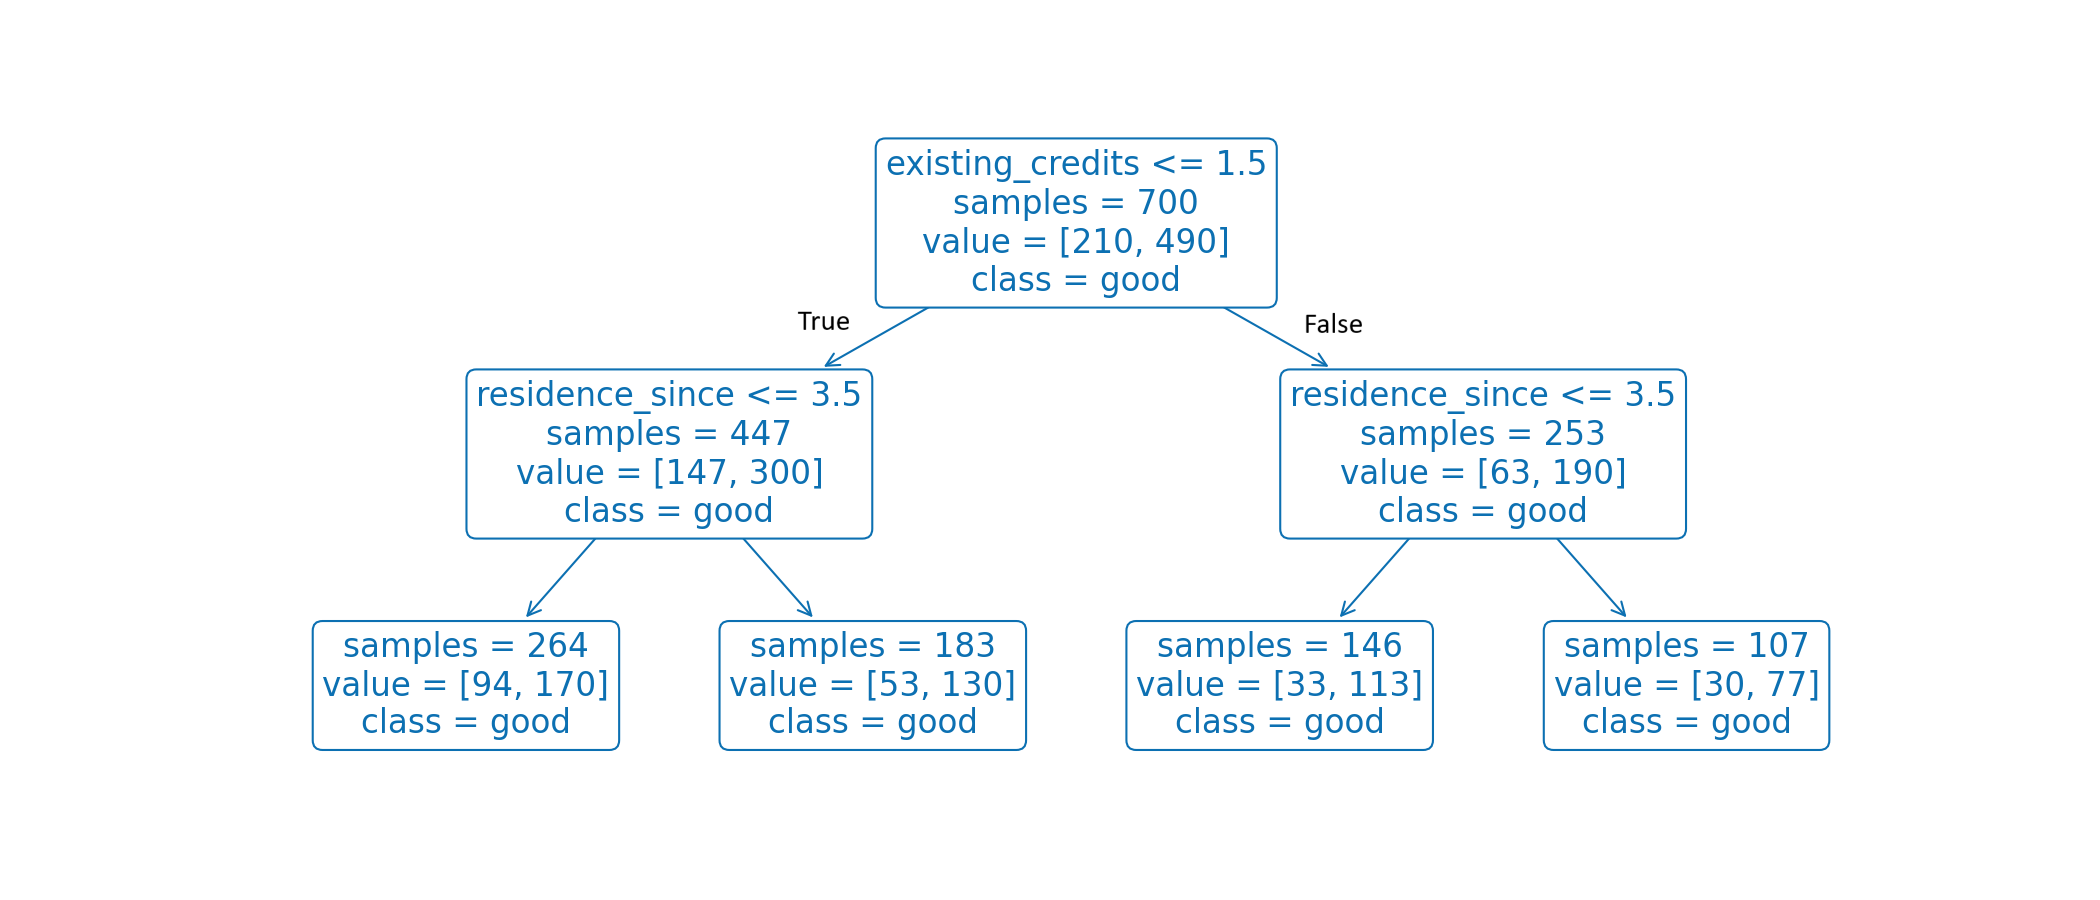 existing_credits <= 1.5
samples = 700
value = [210, 490]
class = good
True
False
residence_since <= 3.5
samples = 447
value = [147, 300]
class = good
residence_since <= 3.5
samples = 253
value = [63, 190]
class = good
samples = 264
value = [94, 170]
class = good
samples = 183
value = [53, 130]
class = good
samples = 146
value = [33, 113]
class = good
samples = 107
value = [30, 77]
class = good